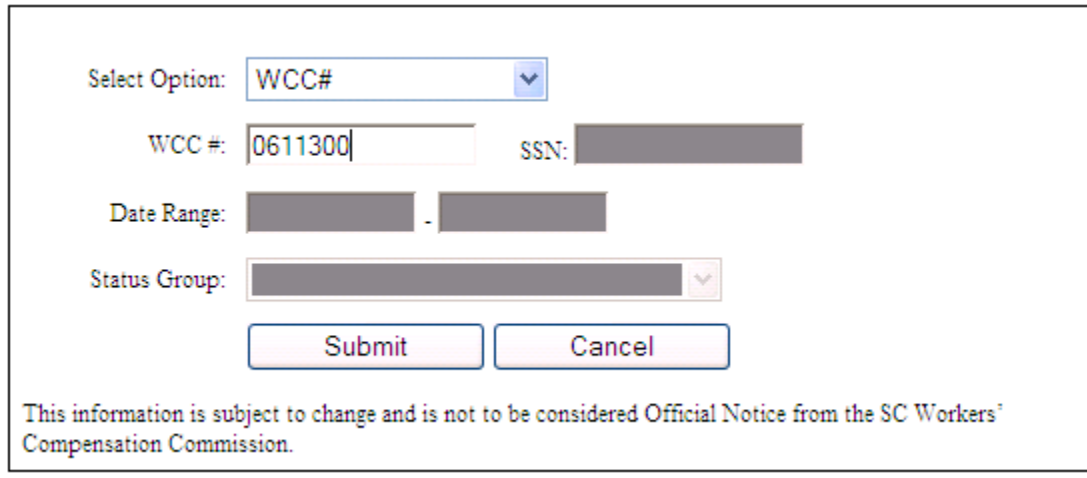 Select Option: WCC#
WCC #: 0611300 SSN:
Date Range: -
Status Group:
Submit Cancel
This information is subject to change and is not to be considered Official Notice from the SC Workers'
Compensation Commission.